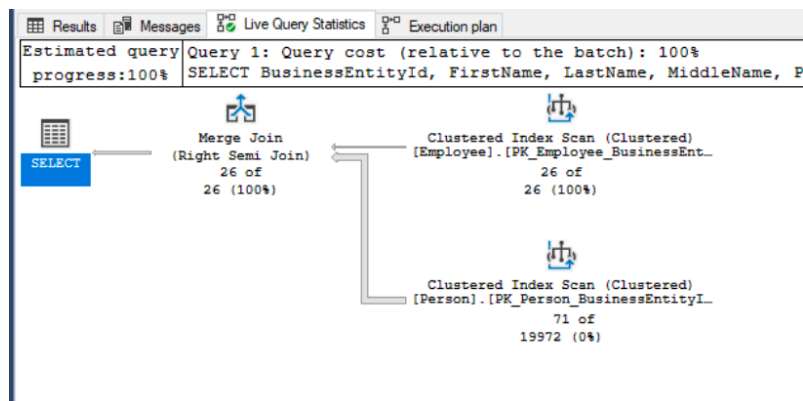 Results Messages Live Query Statistics Execution plan
Estimated query progress:100%
Query 1: Query cost (relative to the batch): 100%
SELECT BusinessEntityId, FirstName, LastName, MiddleName, P
SELECT
Merge Join
(Right Semi Join)
26 of
26 (100%)
Clustered Index Scan (Clustered)
[Employee].[PK_Employee_BusinessEnt…
26 of
26 (100%)
Clustered Index Scan (Clustered)
[Person].[PK_Person_BusinessEntityI…
71 of
19972 (0%)